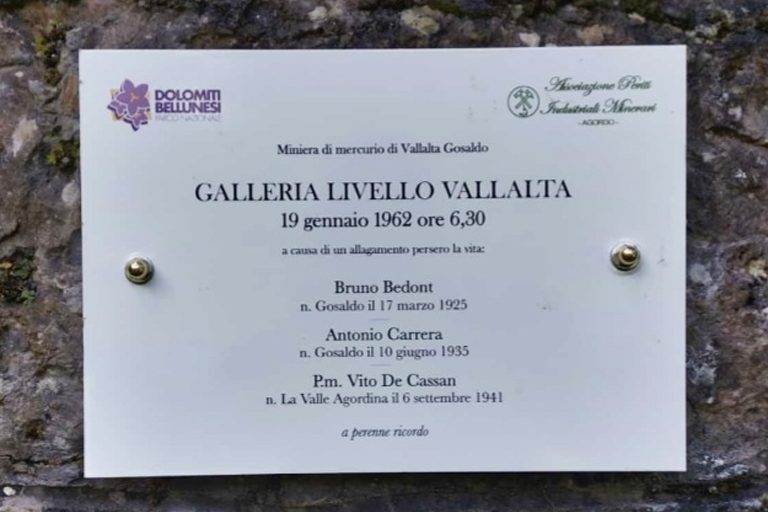 DOLOMITI
BELLUNESI
PARCO NAZIONALE
Associazione Periti
Industriali Minerari
-AGORDO-
Miniera di mercurio di Vallalta Gosaldo
GALLERIA LIVELLO VALLALTA
19 gennaio 1962 ore 6,30
a causa di un allagamento persero la vita:
Bruno Bedont
n. Gosaldo il 17 marzo 1925
Antonio Carrera
n. Gosaldo il 10 giugno 1935
P.m. Vito De Cassan
n. La Valle Agordina il 6 settembre 1941
a perenne ricordo